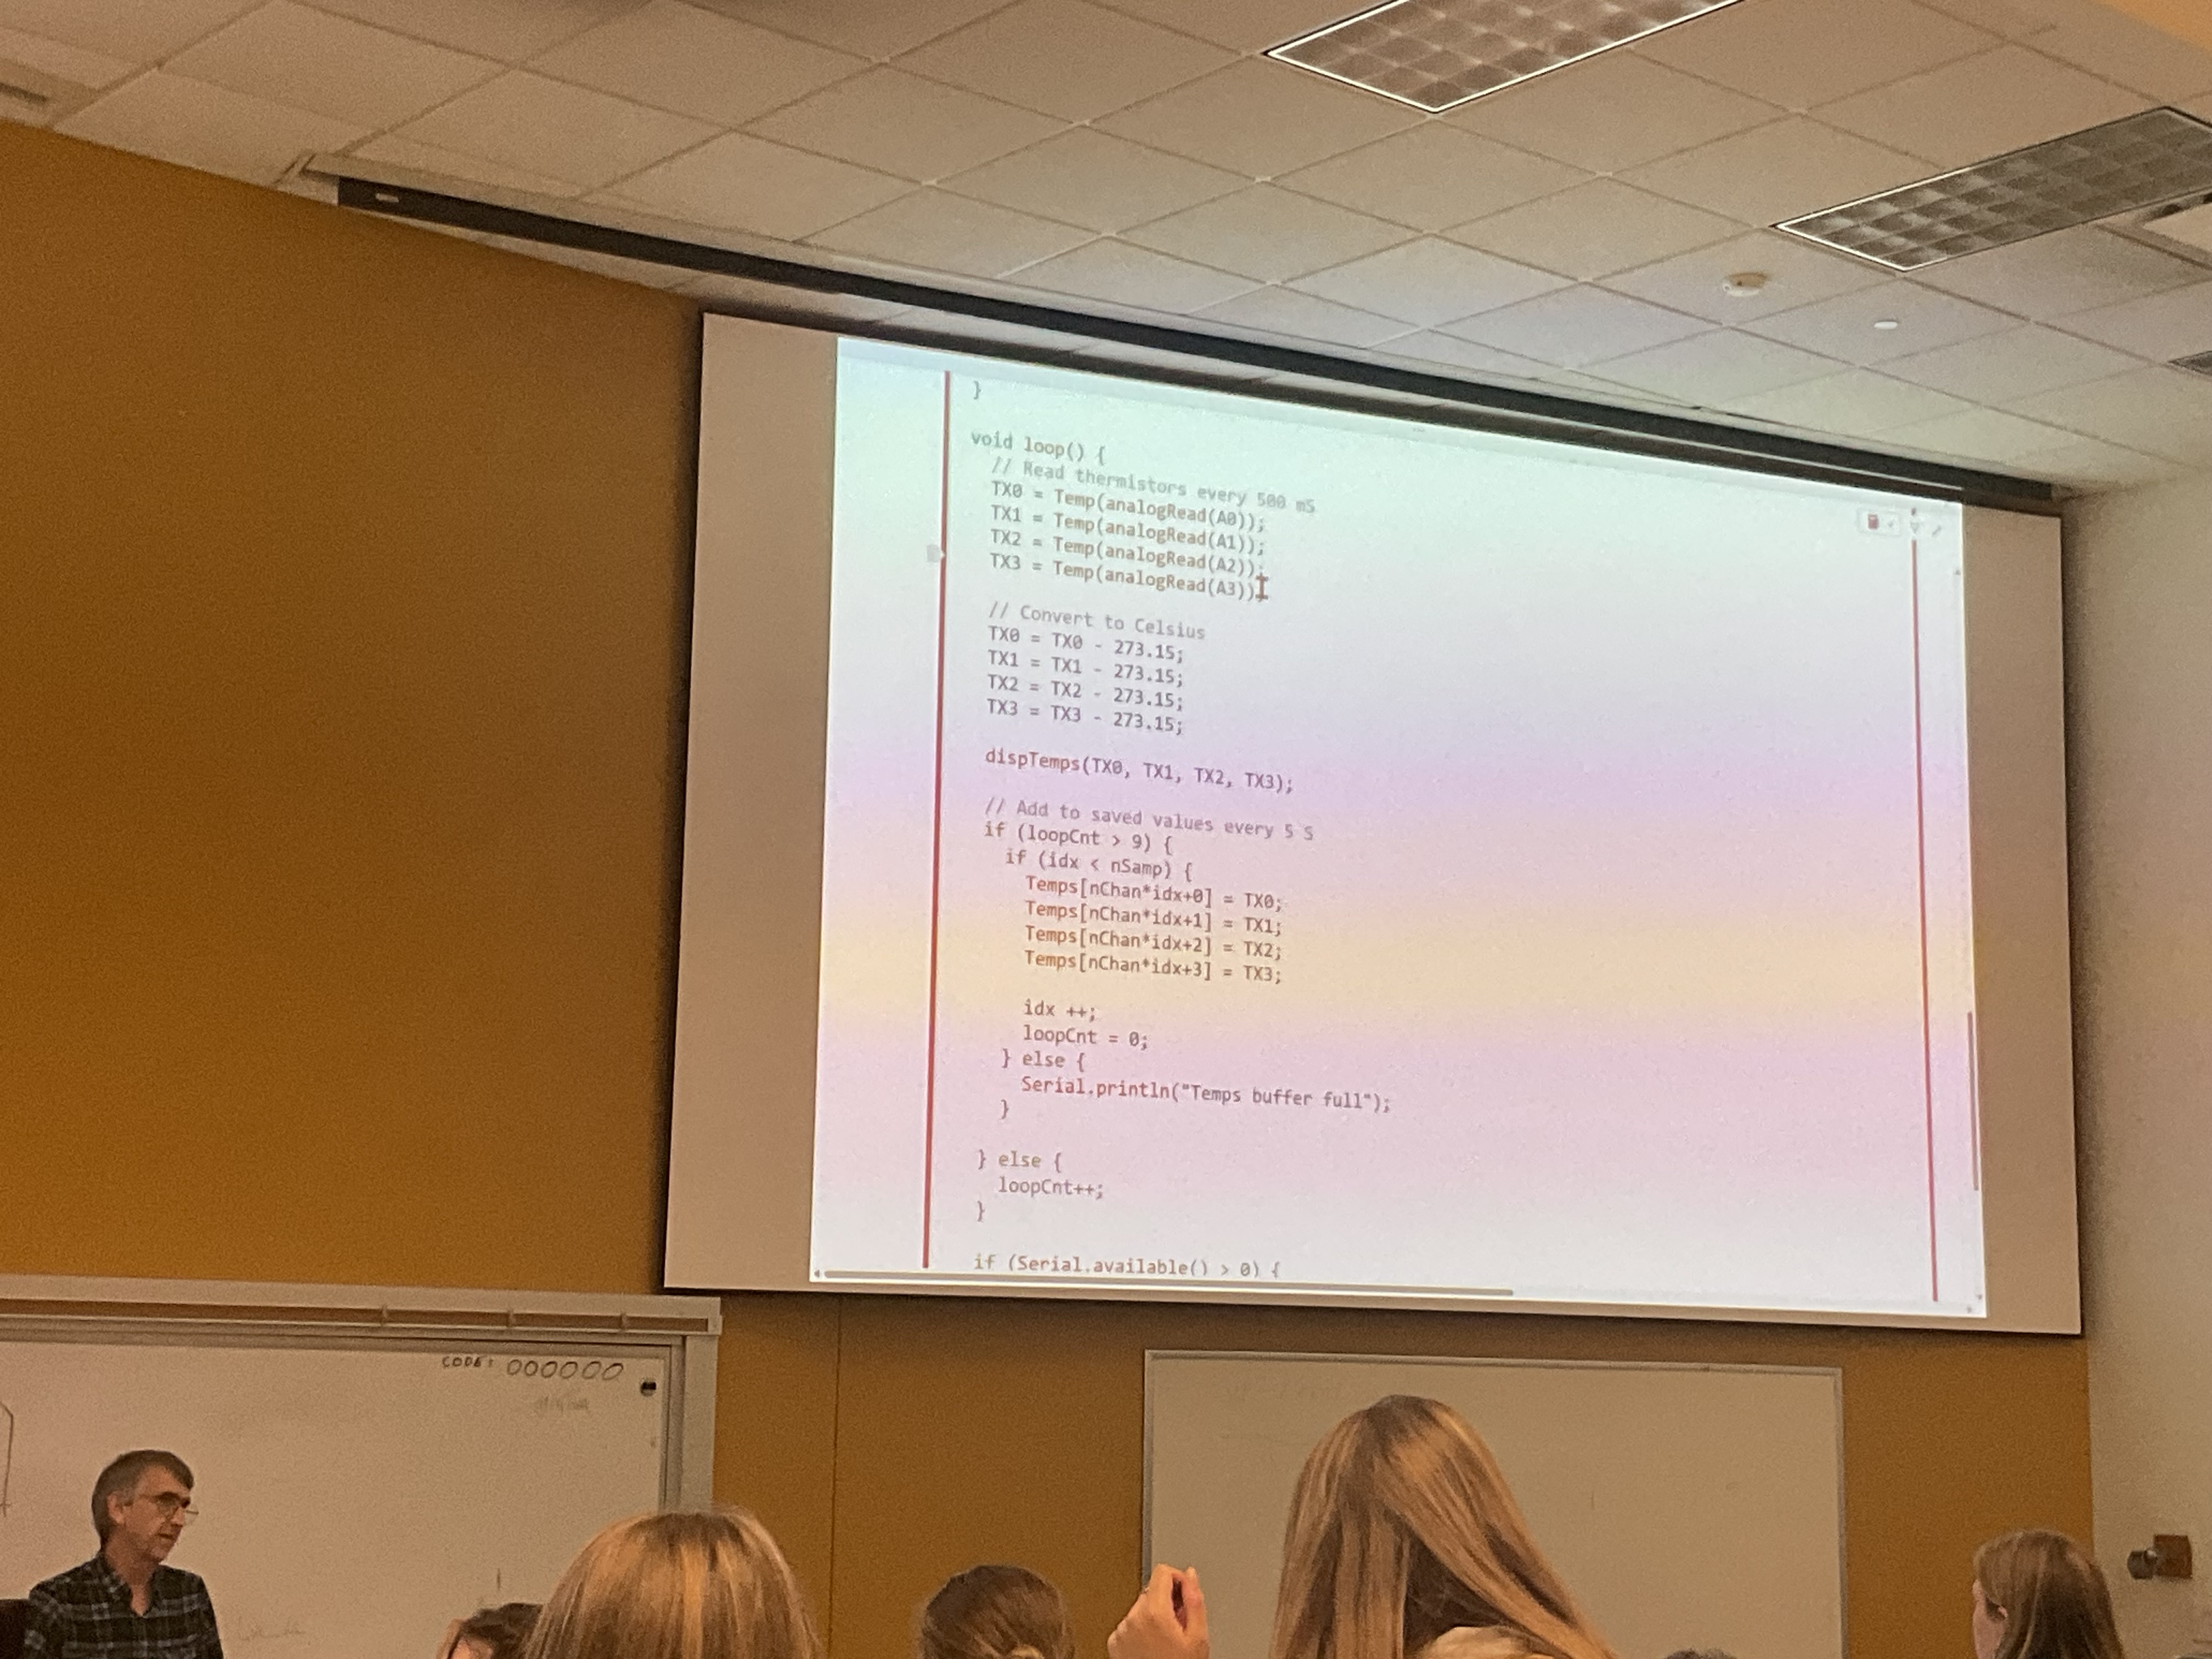 }
void loop() {
// Read thermistors every 500 mS
TX0 = Temp(analogRead(A0));
TX1 = Temp(analogRead(A1));
TX2 = Temp(analogRead(A2));
TX3 = Temp(analogRead(A3));
// Convert to Celsius
TX0 = TX0 - 273.15;
TX1 = TX1 - 273.15;
TX2 = TX2 - 273.15;
TX3 = TX3 - 273.15;
dispTemps(TX0, TX1, TX2, TX3);
// Add to saved values every 5 S
if (loopCnt > 9) {
if (idx < nSamp) {
Temps[nChan*idx+0] = TX0;
Temps[nChan*idx+1] = TX1;
Temps[nChan*idx+2] = TX2;
Temps[nChan*idx+3] = TX3;
idx ++;
loopCnt = 0;
} else {
Serial.println("Temps buffer full");
}
} else {
loopCnt++;
}
if (Serial.available() > 0) {
CODE: 000000